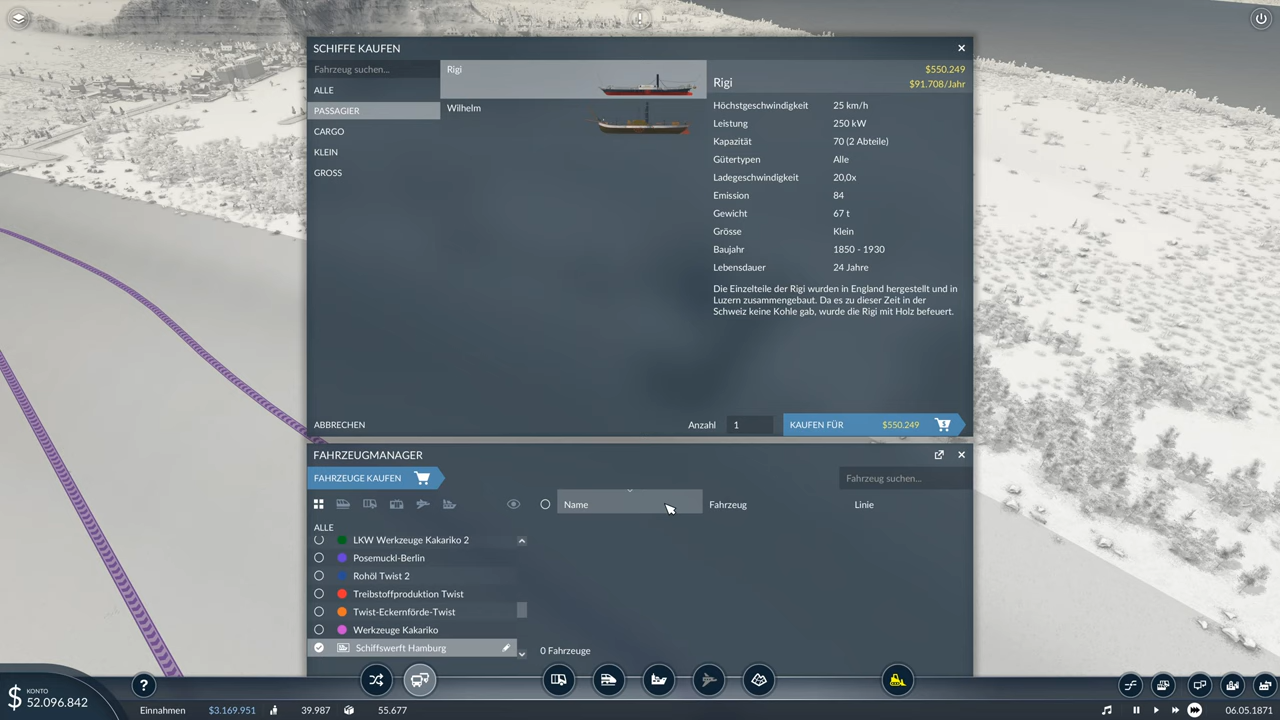 SCHIFFE KAUFEN
Fahrzeug suchen...
ALLE
PASSAGIER
CARGO
KLEIN
GROSS
Rigi
Wilhelm
$550.249
Rigi
$91.708/Jahr
Höchstgeschwindigkeit 25 km/h
Leistung 250 kW
Kapazität 70 (2 Abteile)
Gütertypen Alle
Ladegeschwindigkeit 20,0x
Emission 84
Gewicht 67 t
Grösse Klein
Baujahr 1850 - 1930
Lebensdauer 24 Jahre
Die Einzelteile der Rigi wurden in England hergestellt und in
Luzern zusammengebaut. Da es zu dieser Zeit in der
Schweiz keine Kohle gab, wurde die Rigi mit Holz befeuert.
ABBRECHEN
Anzahl 1
KAUFEN FÜR $550.249
FAHRZEUGMANAGER
FAHRZEUGE KAUFEN
Fahrzeug suchen...
Name Fahrzeug Linie
ALLE
LKW Werkzeuge Kakariko 2
Posemuckl-Berlin
Rohöl Twist 2
Treibstoffproduktion Twist
Twist-Eckernförde-Twist
Werkzeuge Kakariko
Schiffswerft Hamburg
0 Fahrzeuge
?
$ KONTO
52.096.842
Einnahmen $3.169.951 39.987 55.677
06.05.1871